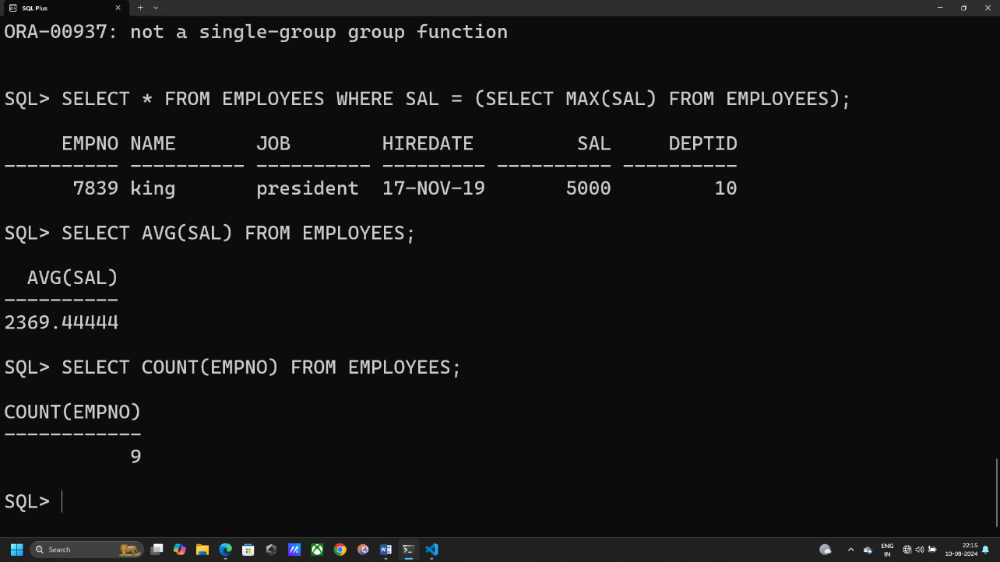 SQL Plus
ORA-00937: not a single-group group function
SQL> SELECT * FROM EMPLOYEES WHERE SAL = (SELECT MAX(SAL) FROM EMPLOYEES);
     EMPNO NAME       JOB        HIREDATE         SAL     DEPTID
---------- ---------- ---------- --------- ---------- ----------
      7839 king       president  17-NOV-19       5000         10
SQL> SELECT AVG(SAL) FROM EMPLOYEES;
  AVG(SAL)
----------
2369.44444
SQL> SELECT COUNT(EMPNO) FROM EMPLOYEES;
COUNT(EMPNO)
------------
           9
SQL>
Search
ENG
IN
22:15
10-08-2024